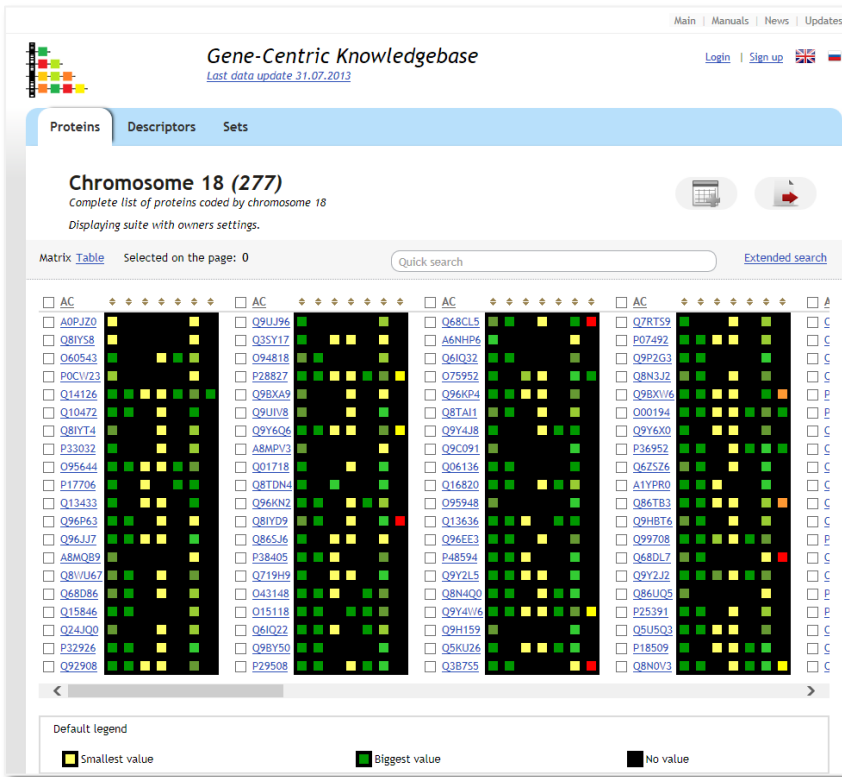 Main | Manuals | News | Updates
Gene-Centric Knowledgebase
Last data update 31.07.2013
Login | Sign up
Proteins Descriptors Sets
Chromosome 18 (277)
Complete list of proteins coded by chromosome 18
Displaying suite with owners settings.
Matrix Table Selected on the page: 0 Quick search Extended search
AC AC AC AC
A0PJZ0 Q9UJ96 Q68CL5 Q7RTS9
Q8IYS8 Q3SY17 A6NHP6 P07492
O60543 O94818 Q6IQ32 Q9P2G3
P0CW23 P28827 O75952 Q8N3J2
Q14126 Q9BXA9 Q96KP4 Q9BXW6
Q10472 Q9UIV8 Q8TAI1 O00194
Q8IYT4 Q9Y6Q6 Q9Y4J8 Q9Y6X0
P33032 A8MPV3 Q9C091 P36952
O95644 Q01718 Q06136 Q6ZSZ6
P17706 Q8TDN4 Q16820 A1YPR0
Q13433 Q96KN2 O95948 Q86TB3
Q96P63 Q8IYD9 Q13636 Q9HBT6
Q96JJ7 Q86SJ6 Q96EE3 Q99708
A8MQB9 P38405 P48594 Q68DL7
Q8WU67 Q719H9 Q9Y2L5 Q9Y2J2
Q68D86 O43148 Q8N4Q0 Q86UQ5
Q15846 O15118 Q9Y4W6 P25391
Q24JQ0 Q6IQ22 Q9H159 Q5U5Q3
P32926 Q9BY50 Q5KU26 P18509
Q92908 P29508 Q3B7S5 Q8N0V3
Default legend
Smallest value Biggest value No value